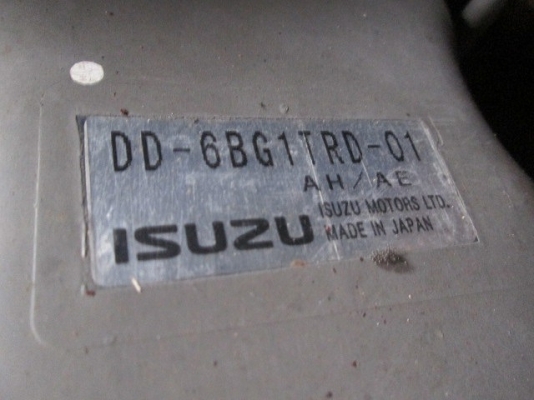 DD-6BG1TRD-01
AH/AE
ISUZU ISUZU MOTORS LTD.
MADE IN JAPAN